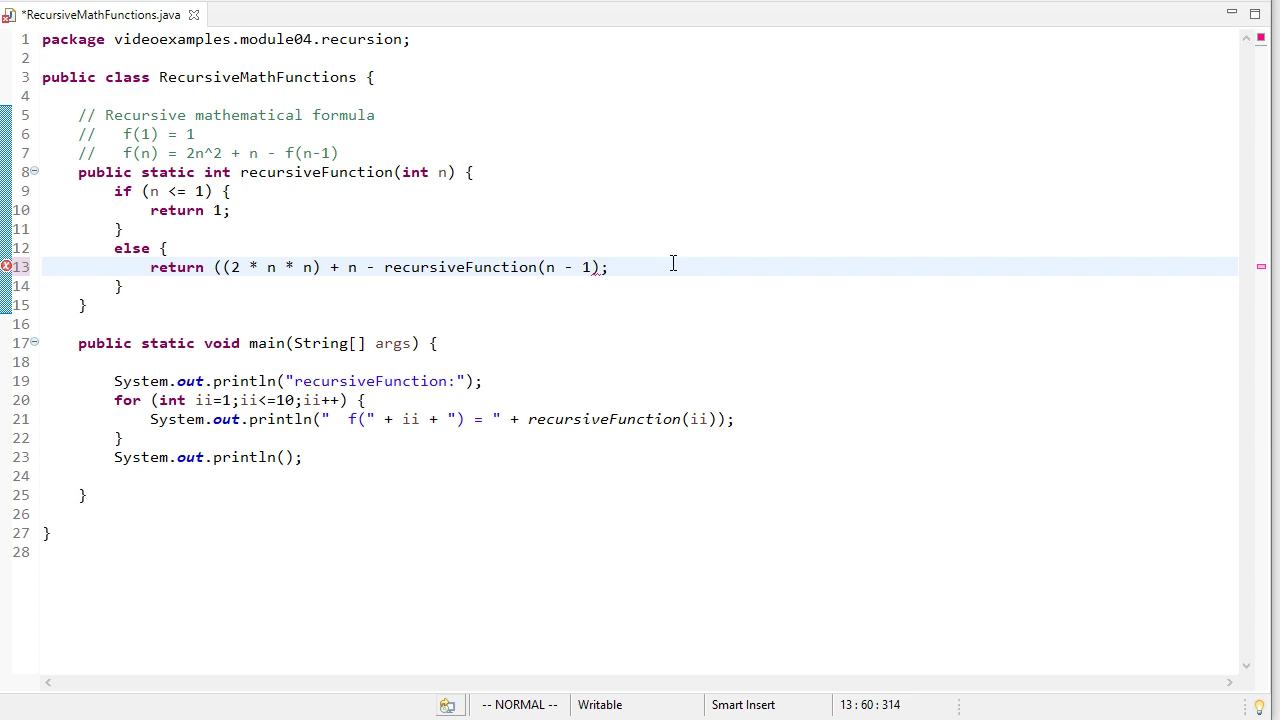 *RecursiveMathFunctions.java
1 package videoexamples.module04.recursion;
2
3 public class RecursiveMathFunctions {
4
5     // Recursive mathematical formula
6     //   f(1) = 1
7     //   f(n) = 2n^2 + n - f(n-1)
8     public static int recursiveFunction(int n) {
9         if (n <= 1) {
10             return 1;
11         }
12         else {
13             return ((2 * n * n) + n - recursiveFunction(n - 1);
14         }
15     }
16
17     public static void main(String[] args) {
18
19         System.out.println("recursiveFunction:");
20         for (int ii=1;ii<=10;ii++) {
21             System.out.println("  f(" + ii + ") = " + recursiveFunction(ii));
22         }
23         System.out.println();
24
25     }
26
27 }
28
-- NORMAL -- Writable Smart Insert 13 : 60 : 314